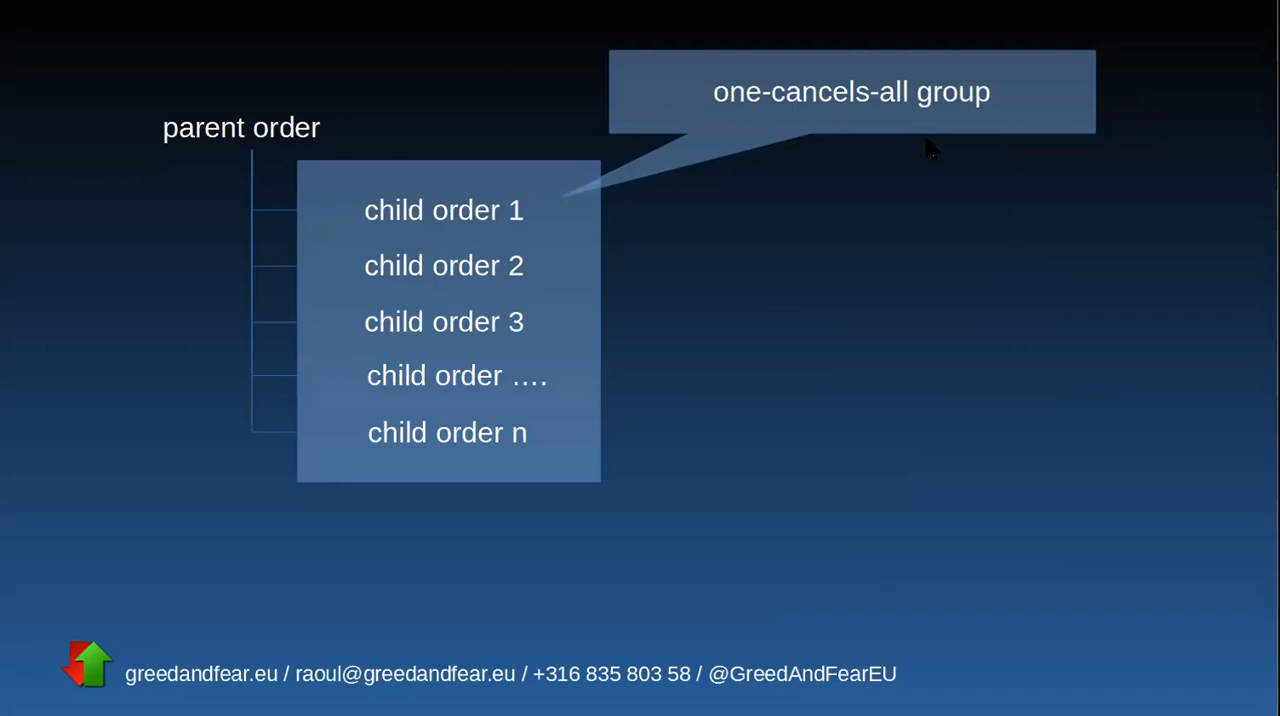 one-cancels-all group
parent order
child order 1
child order 2
child order 3
child order ….
child order n
greedandfear.eu / raoul@greedandfear.eu / +316 835 803 58 / @GreedAndFearEU